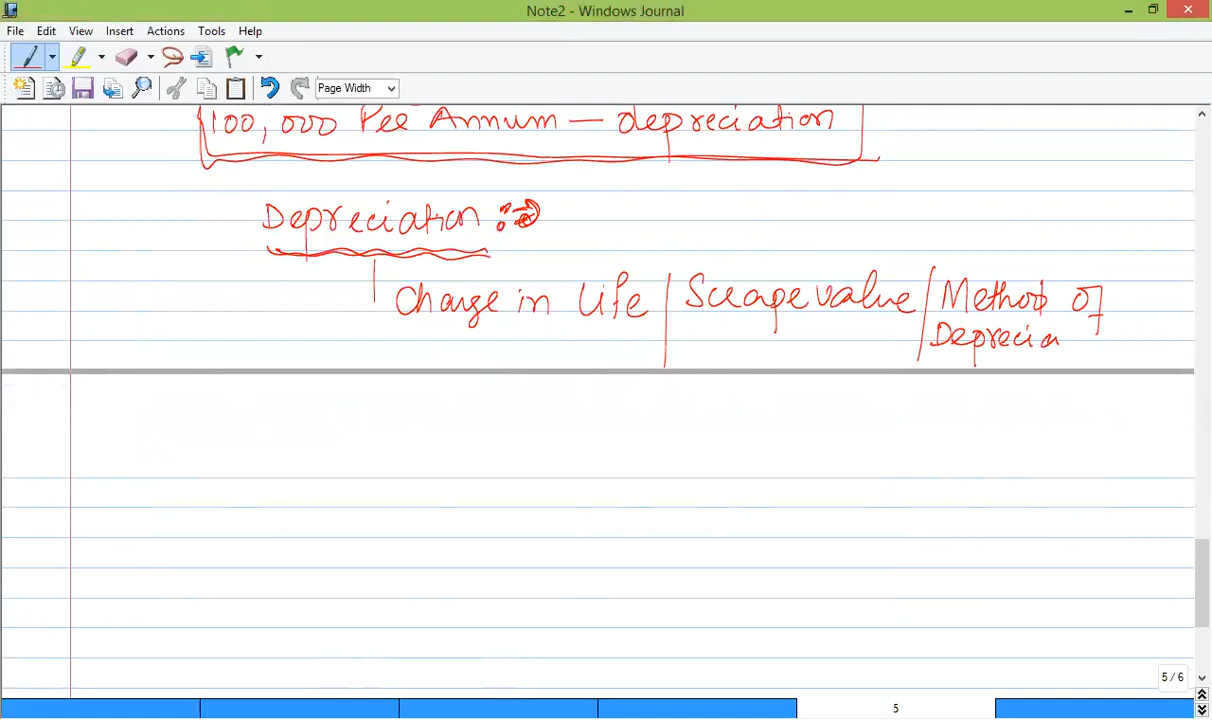 Note2 - Windows Journal
File Edit View Insert Actions Tools Help
Page Width
100,000 Per Annum — depreciation
Depreciation :⇒
Change in Life / Scrape value / Method of
Deprecia
5 / 6
5